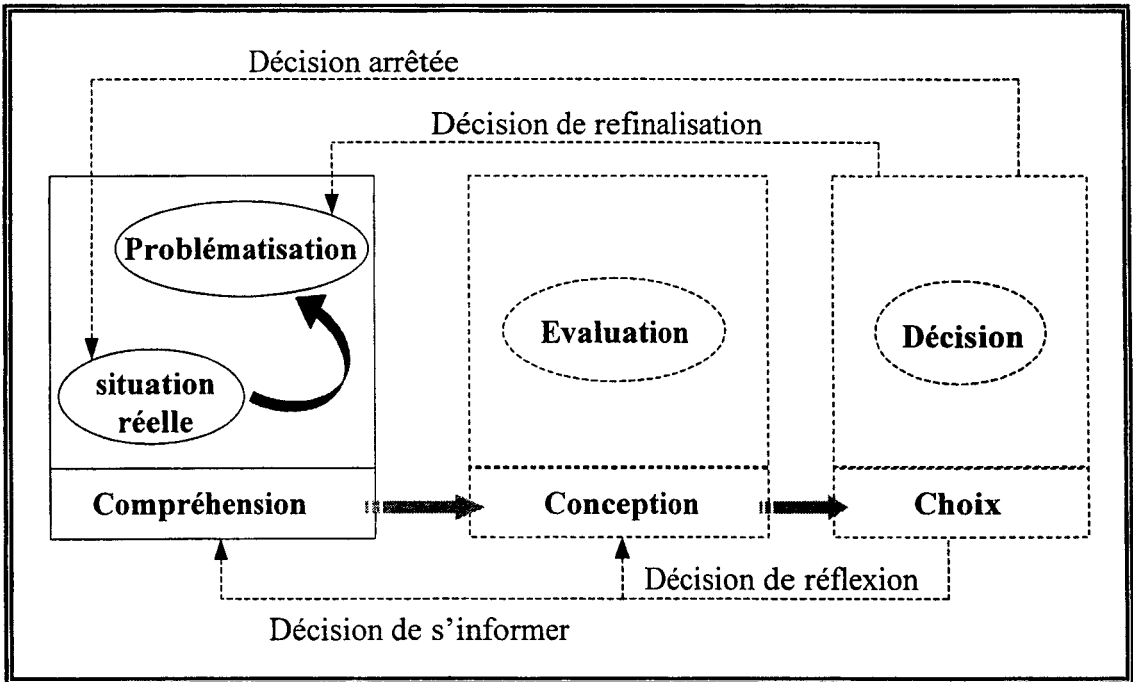 Décision arrêtée
Décision de refinalisation
Problématisation
Evaluation
Décision
situation
réelle
Compréhension
Conception
Choix
Décision de réflexion
Décision de s'informer